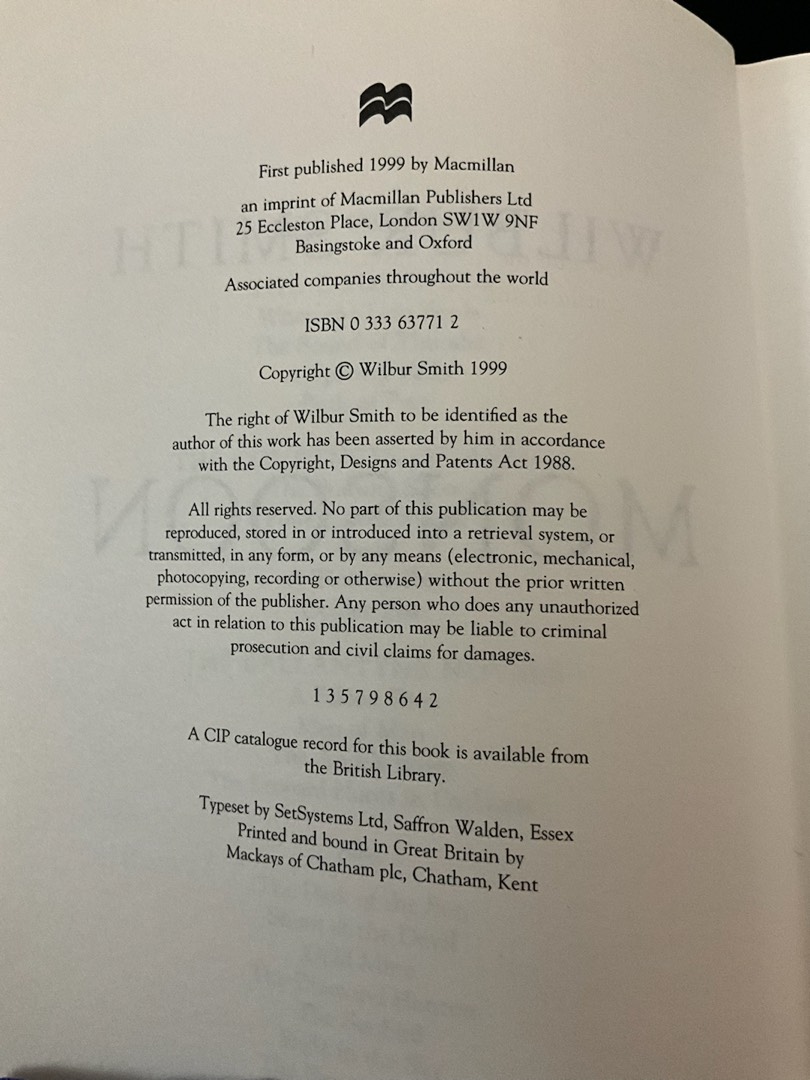 First published 1999 by Macmillan
an imprint of Macmillan Publishers Ltd
25 Eccleston Place, London SW1W 9NF
Basingstoke and Oxford
Associated companies throughout the world
ISBN 0 333 63771 2
Copyright © Wilbur Smith 1999
The right of Wilbur Smith to be identified as the
author of this work has been asserted by him in accordance
with the Copyright, Designs and Patents Act 1988.
All rights reserved. No part of this publication may be
reproduced, stored in or introduced into a retrieval system, or
transmitted, in any form, or by any means (electronic, mechanical,
photocopying, recording or otherwise) without the prior written
permission of the publisher. Any person who does any unauthorized
act in relation to this publication may be liable to criminal
prosecution and civil claims for damages.
1 3 5 7 9 8 6 4 2
A CIP catalogue record for this book is available from
the British Library.
Typeset by SetSystems Ltd, Saffron Walden, Essex
Printed and bound in Great Britain by
Mackays of Chatham plc, Chatham, Kent